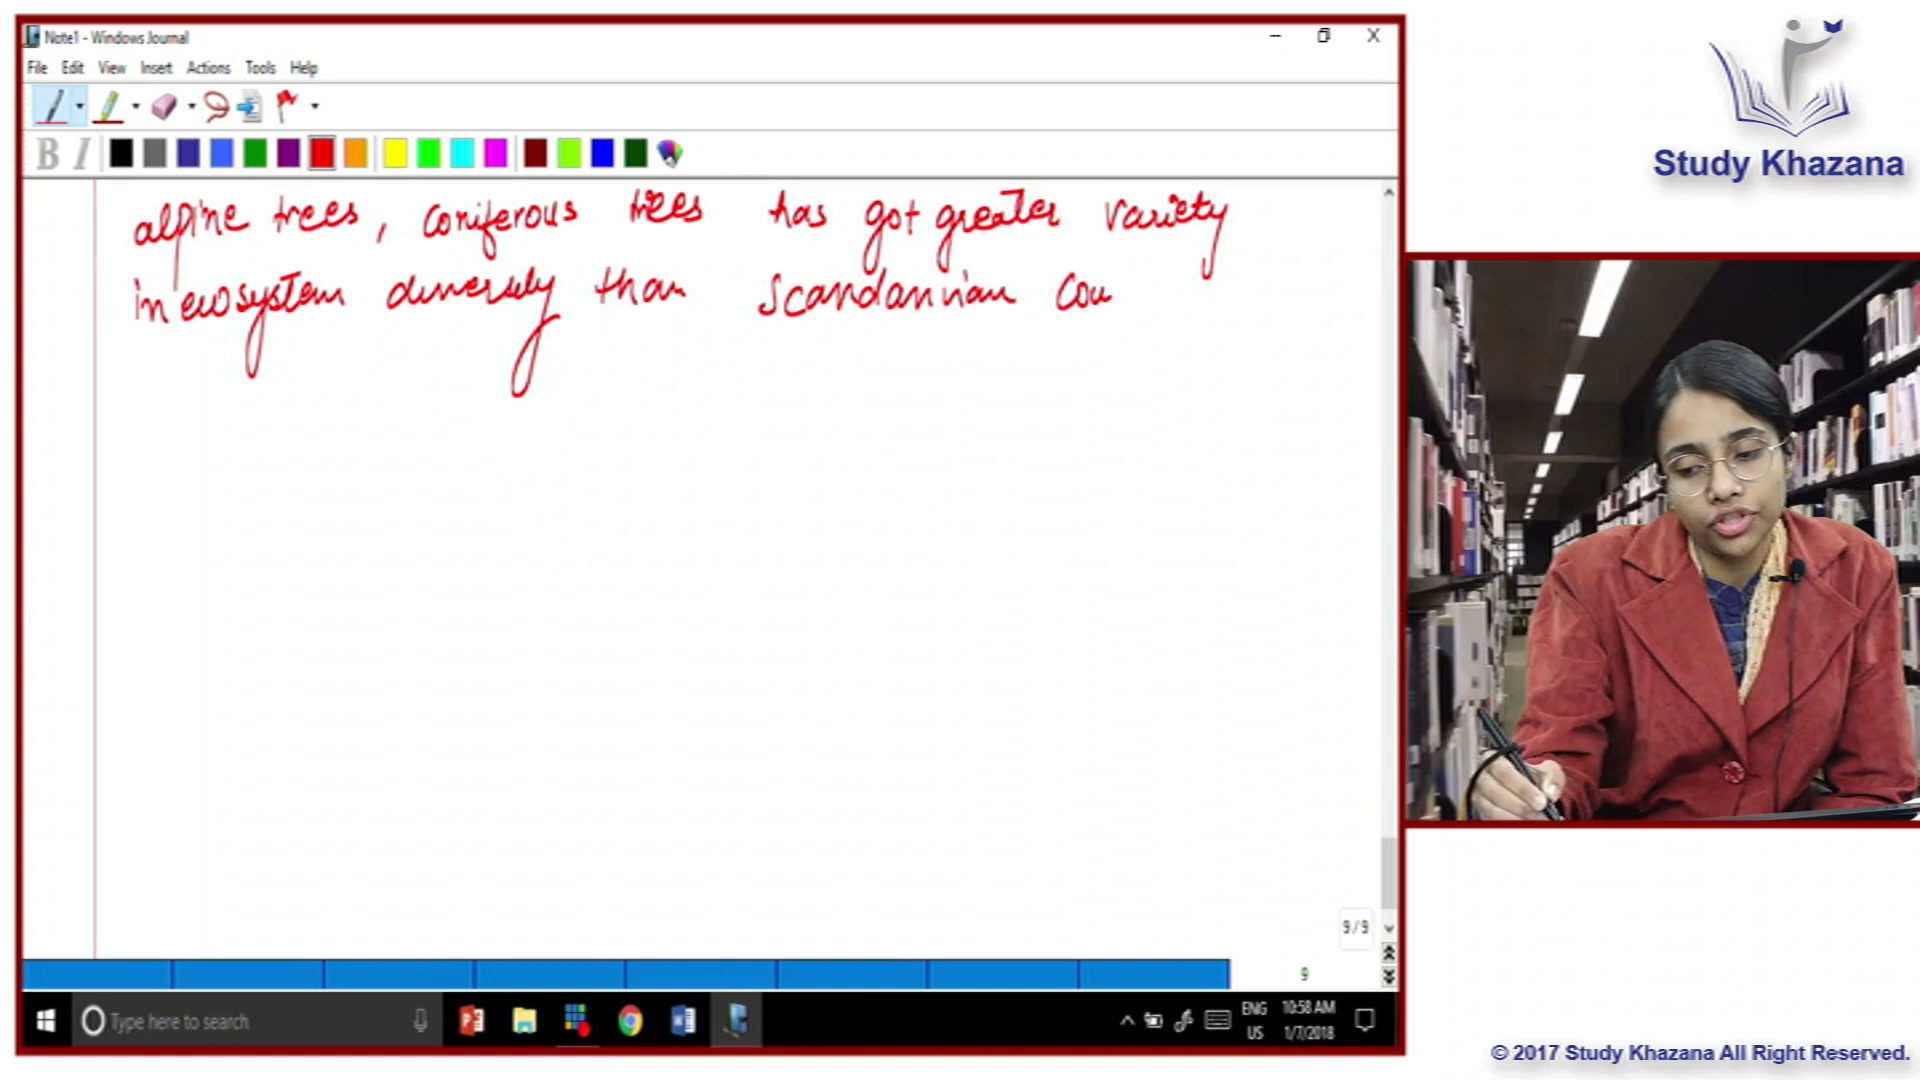 Note1 - Windows Journal
File Edit View Insert Actions Tools Help
B I
alpine trees, coniferous trees has got greater variety
in ecosystem diversity than Scandannian Cou
9/9
9
Type here to search
ENG
US
10:58 AM
1/7/2018
Study Khazana
© 2017 Study Khazana All Right Reserved.